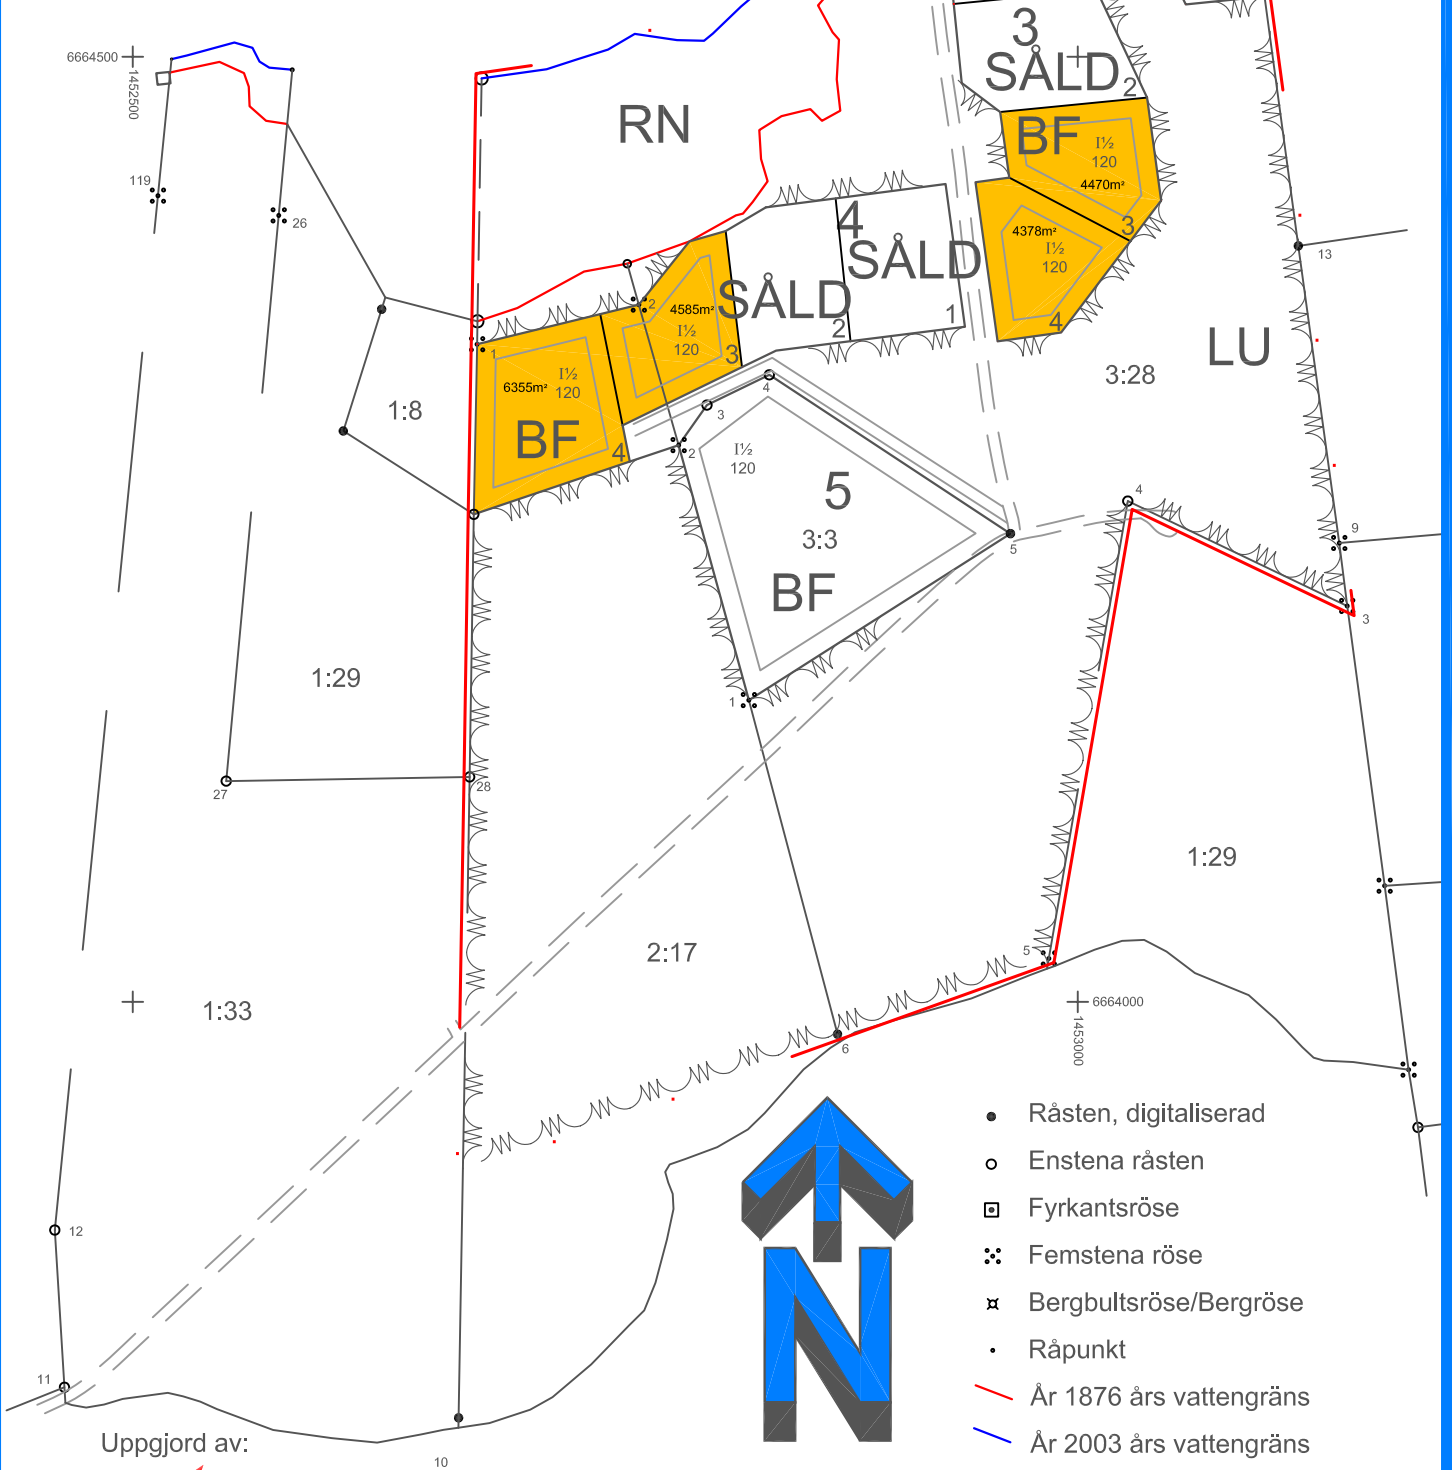 6664500
1452500
RN
3
SÅLD
2
BF
I½
120
4470m²
3
119
26
4
SÅLD
1
SÅLD
2
4378m²
I½
120
4
13
2
4585m²
I½
120
3
1
LU
6355m²
I½
120
BF
4
1:8
4
3
2
3:28
I½
120
5
3:3
BF
5
4
9
3
1:29
1
27
28
1:29
2:17
5
1:33
6664000
1453000
6
Råsten, digitaliserad
Enstena råsten
Fyrkantsröse
12
Femstena röse
Bergbultsröse/Bergröse
Råpunkt
11
År 1876 års vattengräns
År 2003 års vattengräns
Uppgjord av:
10
N